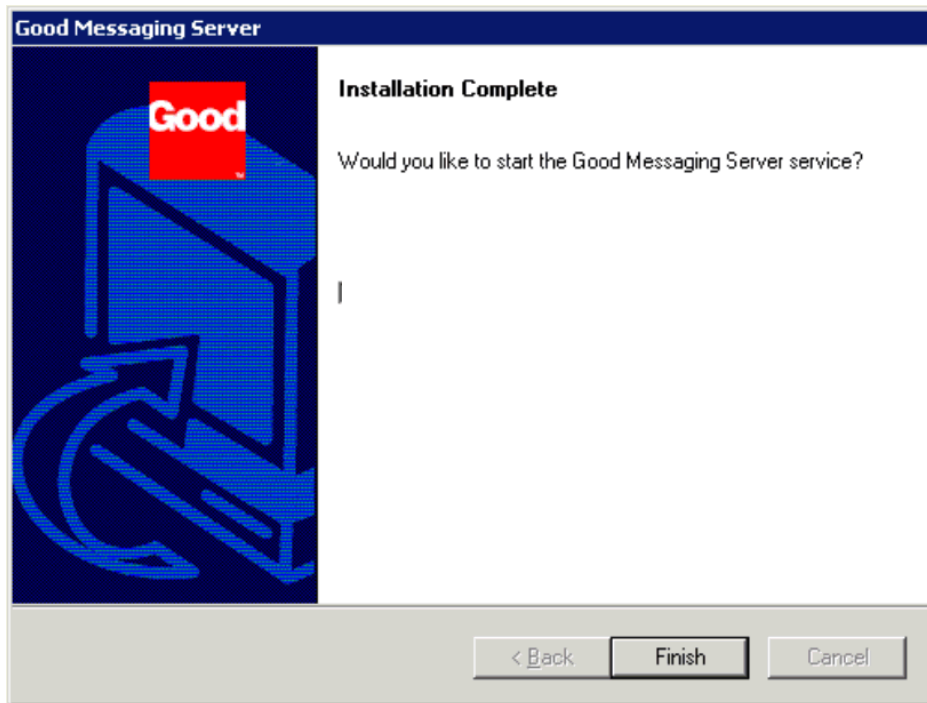 Good Messaging Server
Good
Installation Complete
Would you like to start the Good Messaging Server service?
< Back
Finish
Cancel